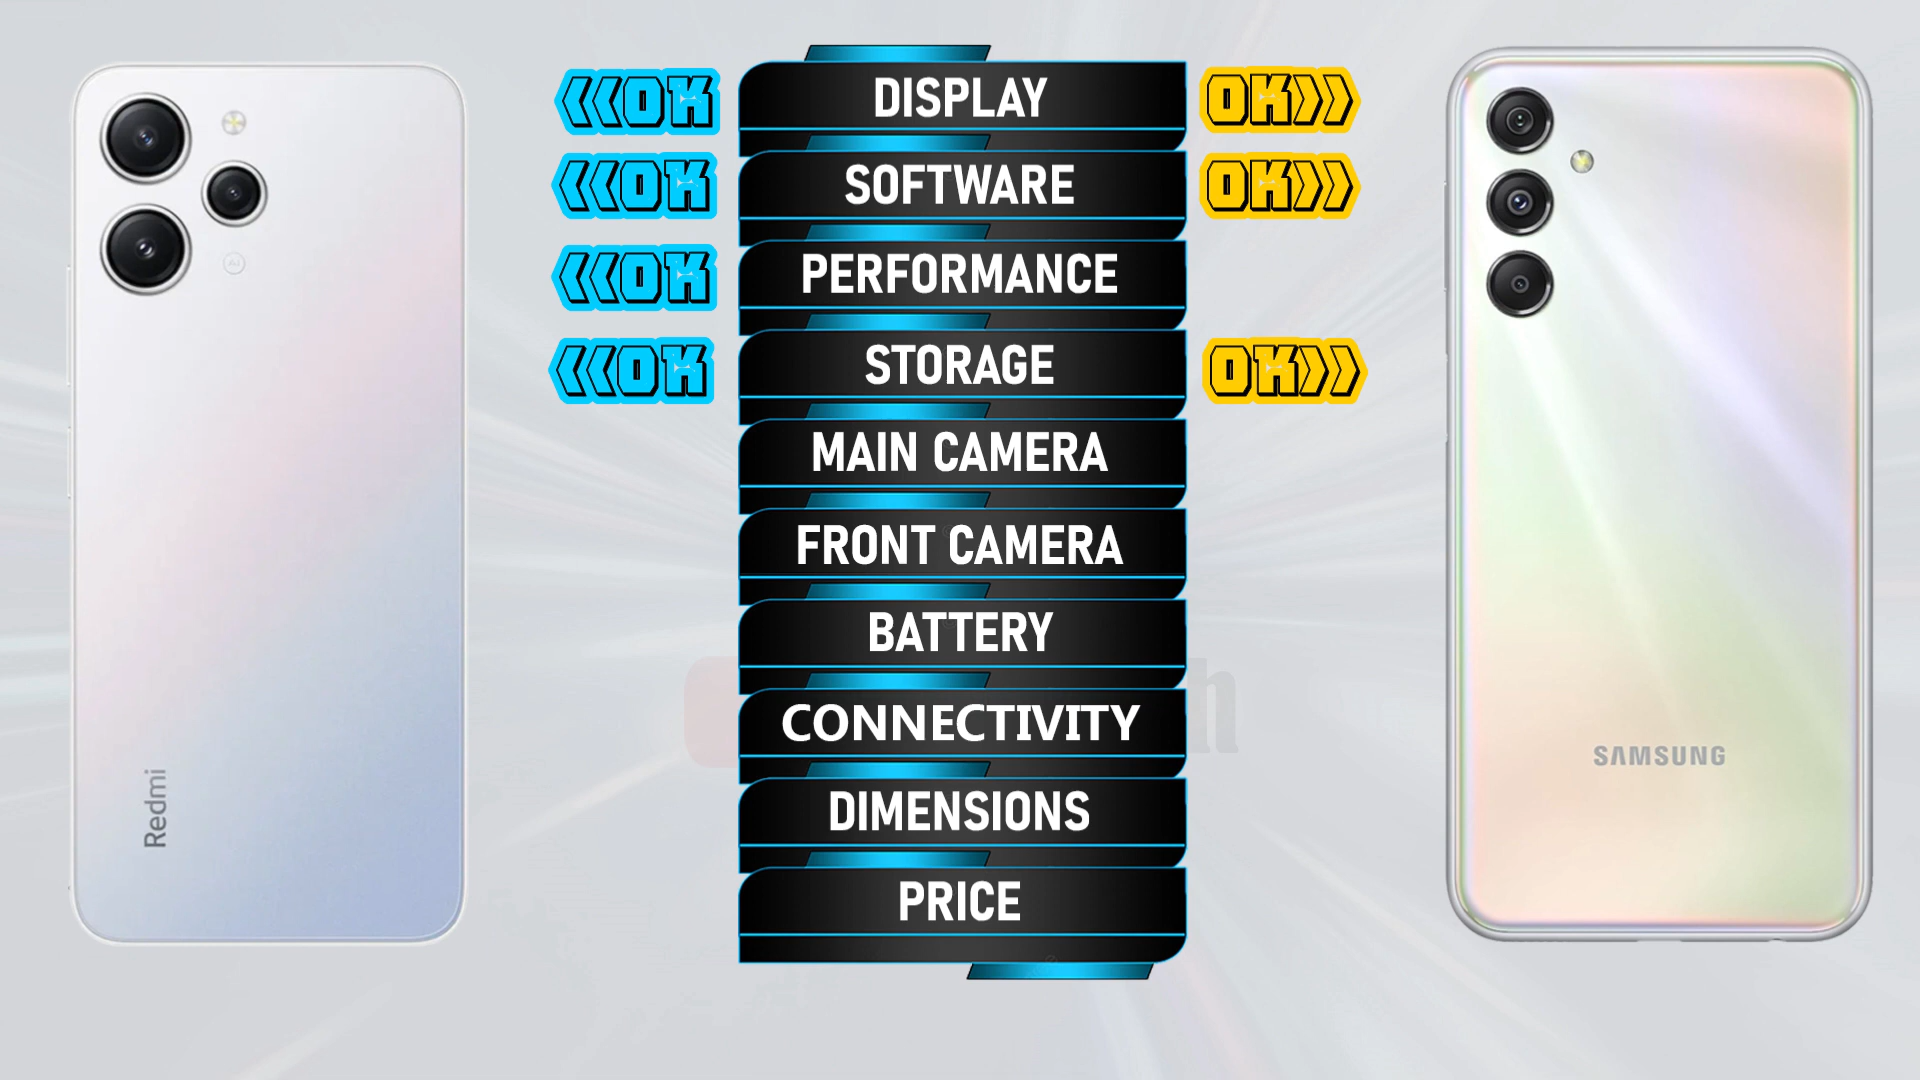 <<OK DISPLAY OK>>
<<OK SOFTWARE OK>>
<<OK PERFORMANCE
<<OK STORAGE OK>>
MAIN CAMERA
FRONT CAMERA
BATTERY
CONNECTIVITY
DIMENSIONS
PRICE
Redmi
SAMSUNG
AI